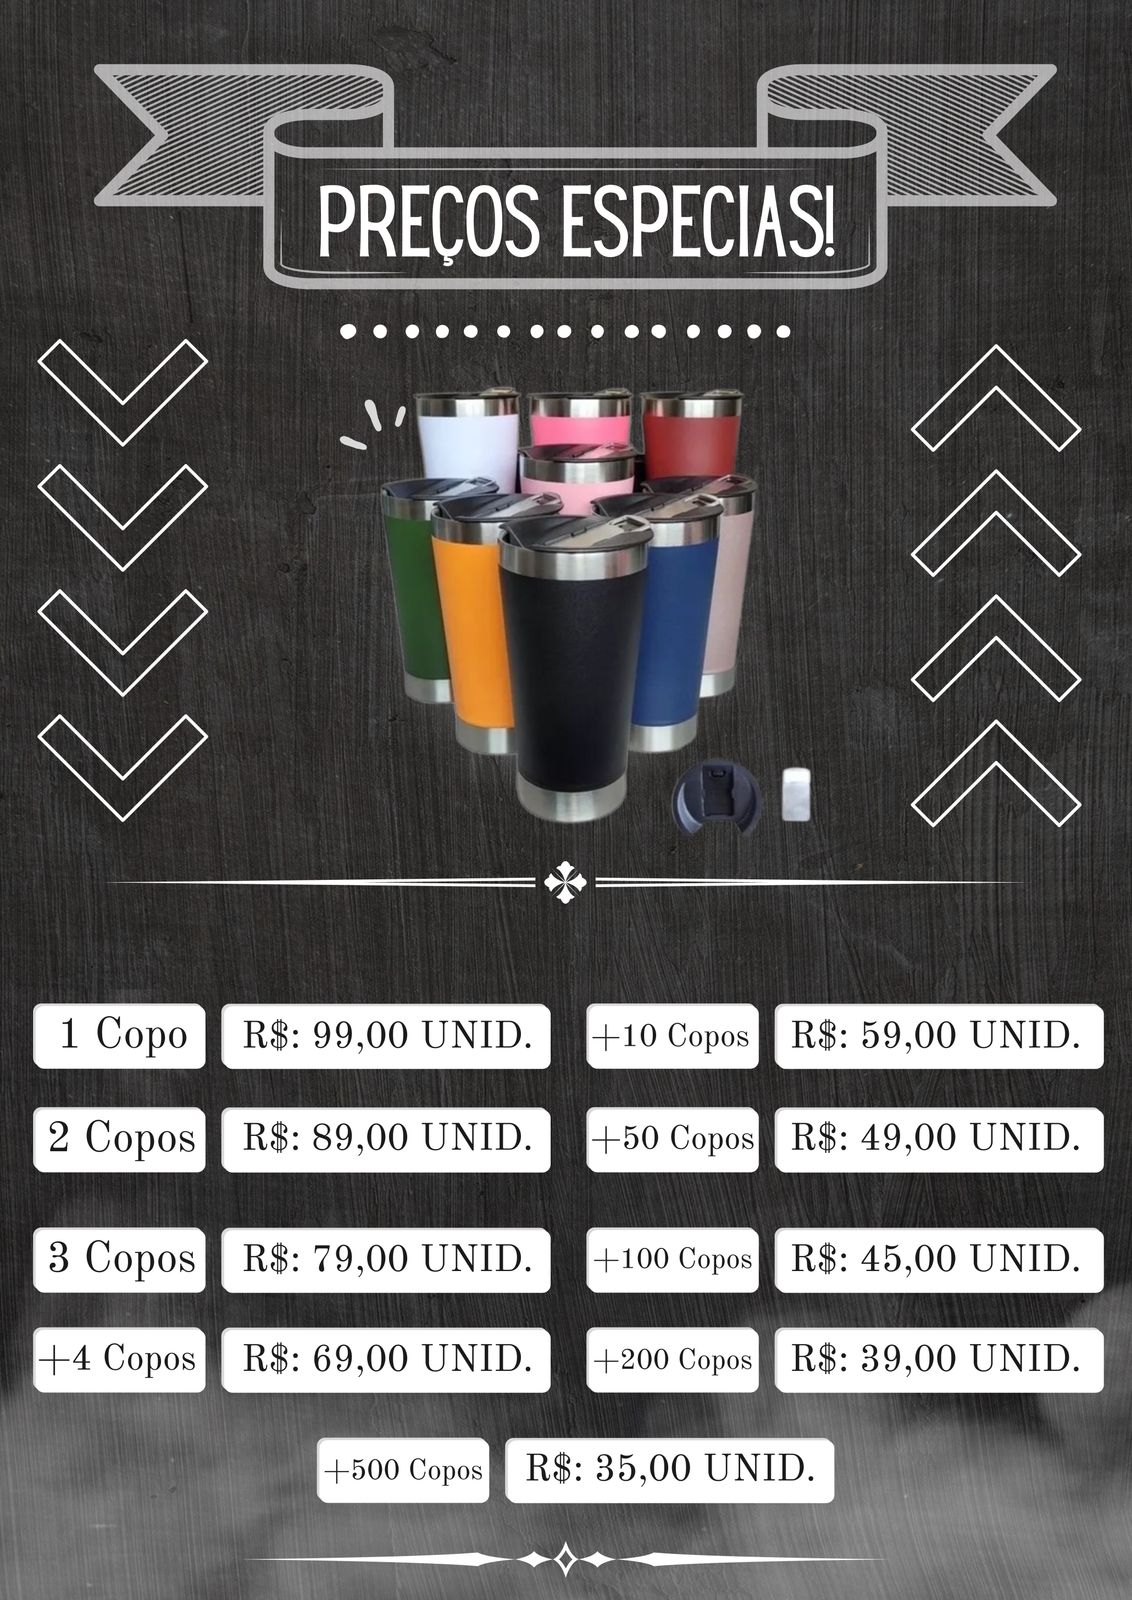 PREÇOS ESPECIAS!
1 Copo R$: 99,00 UNID.
2 Copos R$: 89,00 UNID.
3 Copos R$: 79,00 UNID.
+4 Copos R$: 69,00 UNID.
+10 Copos R$: 59,00 UNID.
+50 Copos R$: 49,00 UNID.
+100 Copos R$: 45,00 UNID.
+200 Copos R$: 39,00 UNID.
+500 Copos R$: 35,00 UNID.